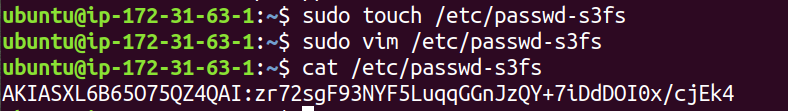 ubuntu@ip-172-31-63-1:~$ sudo touch /etc/passwd-s3fs
ubuntu@ip-172-31-63-1:~$ sudo vim /etc/passwd-s3fs
ubuntu@ip-172-31-63-1:~$ cat /etc/passwd-s3fs
AKIASXL6B65O75QZ4QAI:zr72sgF93NYF5LuqqGGnJzQY+7iDdDOI0x/cjEk4